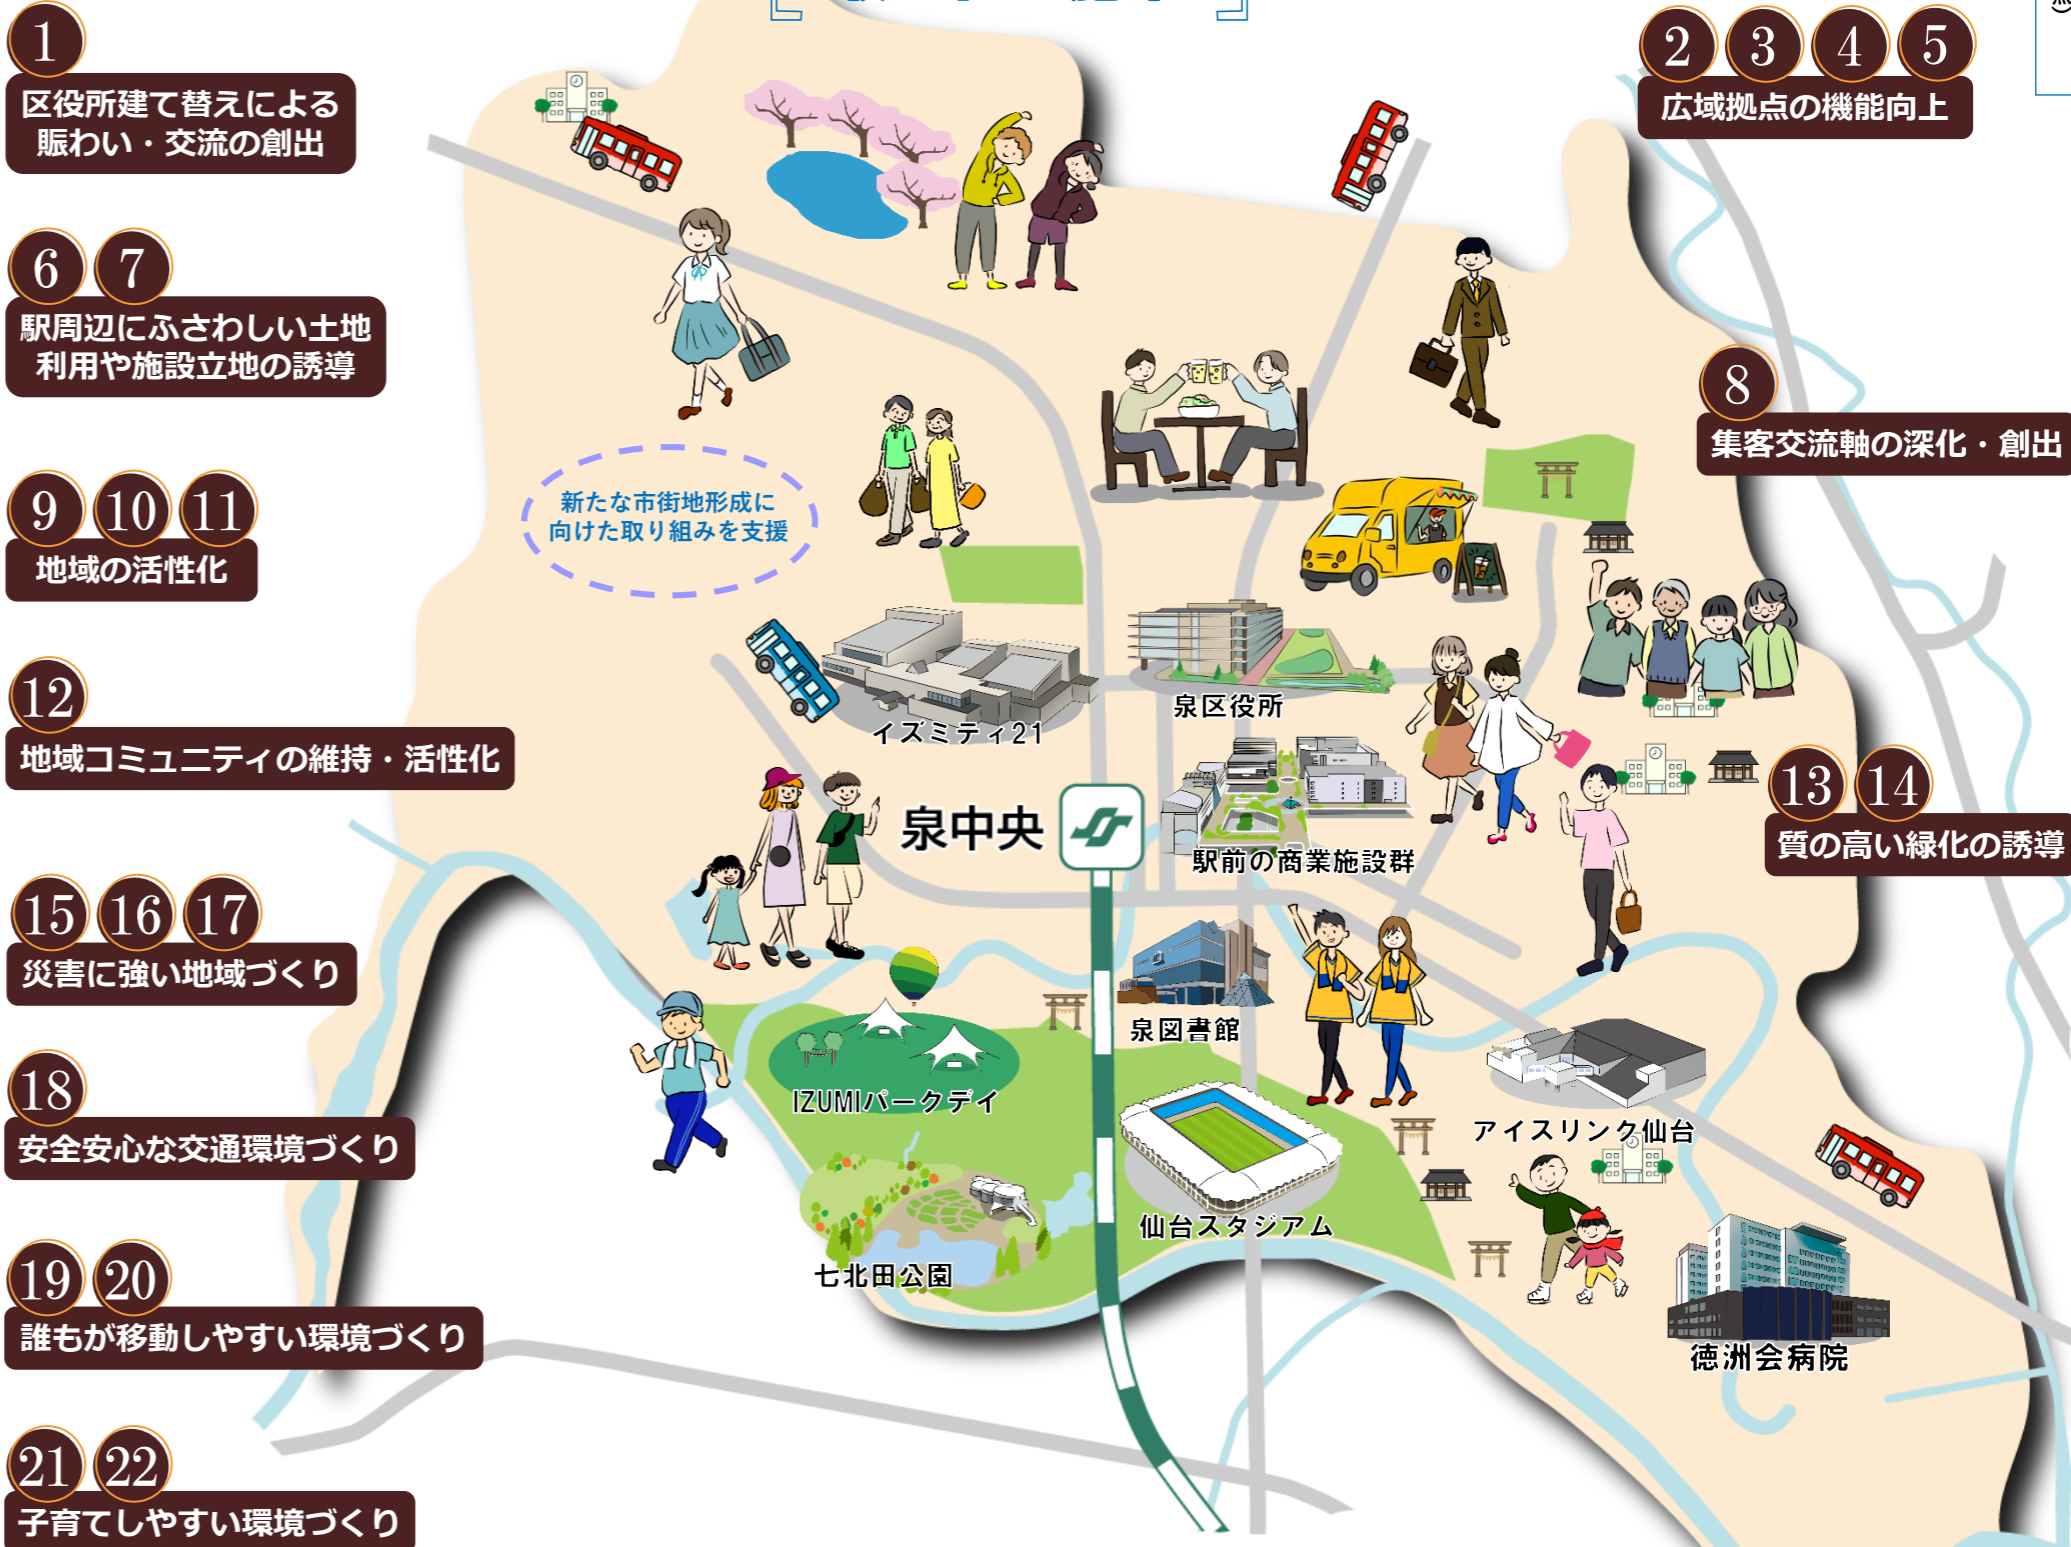 1
区役所建て替えによる
賑わい・交流の創出
2 3 4 5
広域拠点の機能向上
6 7
駅周辺にふさわしい土地
利用や施設立地の誘導
8
集客交流軸の深化・創出
9 10 11
地域の活性化
新たな市街地形成に
向けた取り組みを支援
12
地域コミュニティの維持・活性化
イズミティ21
泉区役所
泉中央
駅前の商業施設群
13 14
質の高い緑化の誘導
15 16 17
災害に強い地域づくり
泉図書館
IZUMIパークデイ
18
安全安心な交通環境づくり
アイスリンク仙台
仙台スタジアム
七北田公園
19 20
誰もが移動しやすい環境づくり
徳洲会病院
21 22
子育てしやすい環境づくり